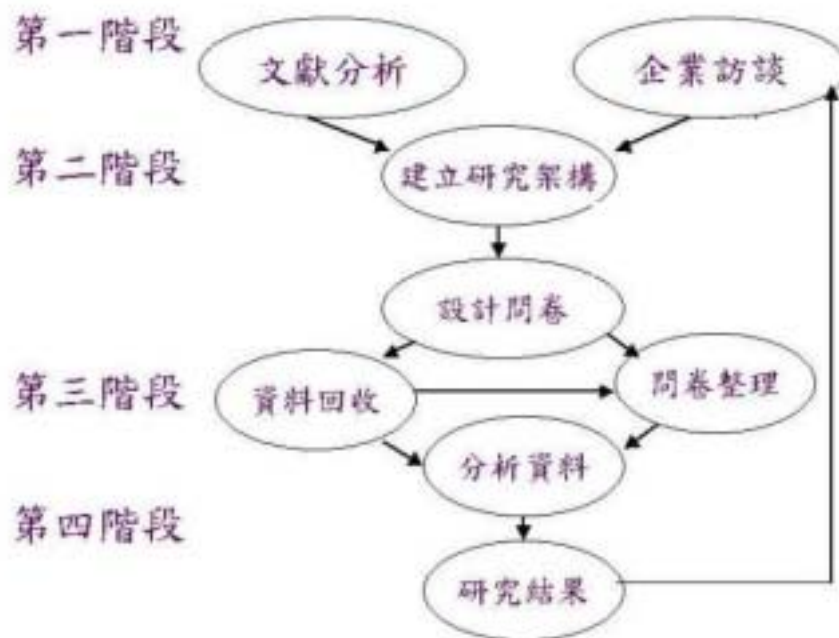 第一階段
文獻分析
企業訪談
第二階段
建立研究架構
設計問卷
第三階段
資料回收
問卷整理
分析資料
第四階段
研究結果